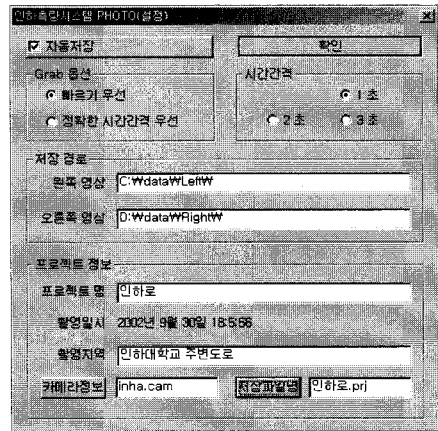 인하측량시스템 PHOTO(설정)
자동저장 확인
Grab 옵션 시간간격
빠르기 우선 1 초
정확한 시간간격 우선 2 초 3 초
저장 경로
왼쪽 영상 C:₩data₩Left₩
오른쪽 영상 D:₩data₩Right₩
프로젝트 정보
프로젝트 명 인하로
촬영일시 2002년 9월 30일 18:5:56
촬영지역 인하대학교 주변도로
카메라정보 inha.cam 저장파일명 인하로.prj